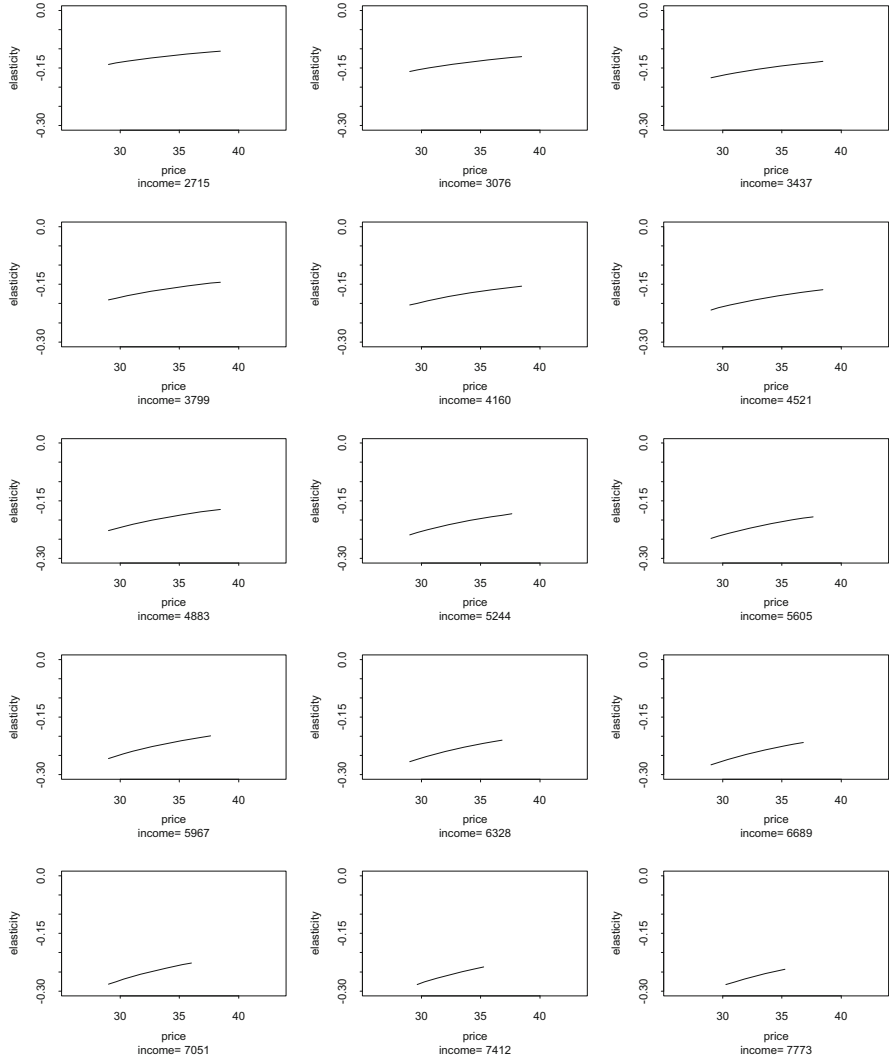 elasticity
0.0
-0.15
-0.30
30 35 40
price
income= 2715
elasticity
0.0
-0.15
-0.30
30 35 40
price
income= 3076
elasticity
0.0
-0.15
-0.30
30 35 40
price
income= 3437
elasticity
0.0
-0.15
-0.30
30 35 40
price
income= 3799
elasticity
0.0
-0.15
-0.30
30 35 40
price
income= 4160
elasticity
0.0
-0.15
-0.30
30 35 40
price
income= 4521
elasticity
0.0
-0.15
-0.30
30 35 40
price
income= 4883
elasticity
0.0
-0.15
-0.30
30 35 40
price
income= 5244
elasticity
0.0
-0.15
-0.30
30 35 40
price
income= 5605
elasticity
0.0
-0.15
-0.30
30 35 40
price
income= 5967
elasticity
0.0
-0.15
-0.30
30 35 40
price
income= 6328
elasticity
0.0
-0.15
-0.30
30 35 40
price
income= 6689
elasticity
0.0
-0.15
-0.30
30 35 40
price
income= 7051
elasticity
0.0
-0.15
-0.30
30 35 40
price
income= 7412
elasticity
0.0
-0.15
-0.30
30 35 40
price
income= 7773